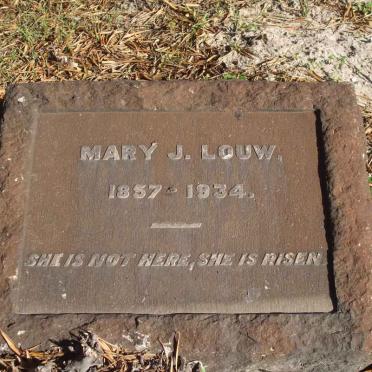 MARY J. LOUW.
1857 - 1934.
SHE IS NOT HERE, SHE IS RISEN